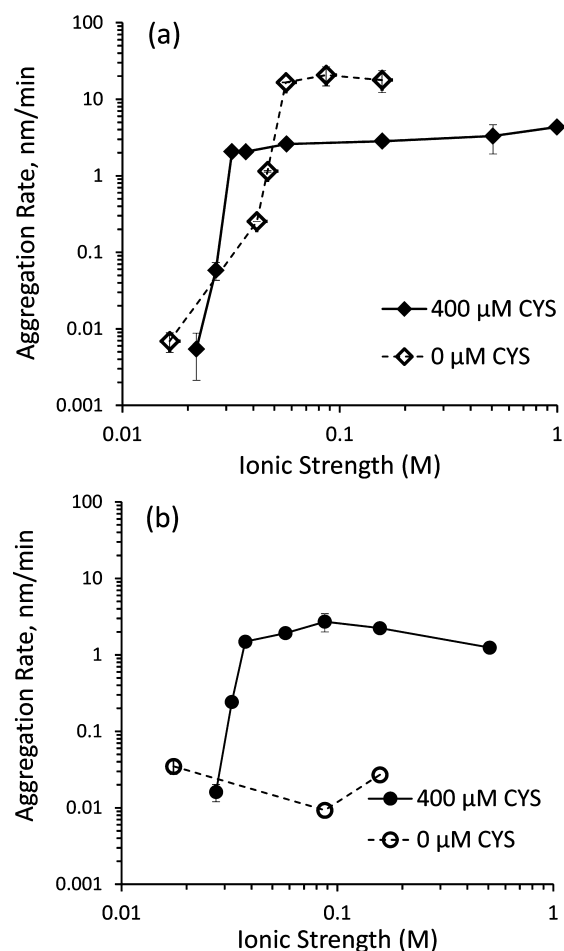 (a)
Aggregation Rate, nm/min
100
10
1
0.1
0.01
0.001
400 μM CYS
0 μM CYS
0.01
0.1
1
Ionic Strength (M)
(b)
Aggregation Rate, nm/min
100
10
1
0.1
0.01
0.001
400 μM CYS
0 μM CYS
0.01
0.1
1
Ionic Strength (M)